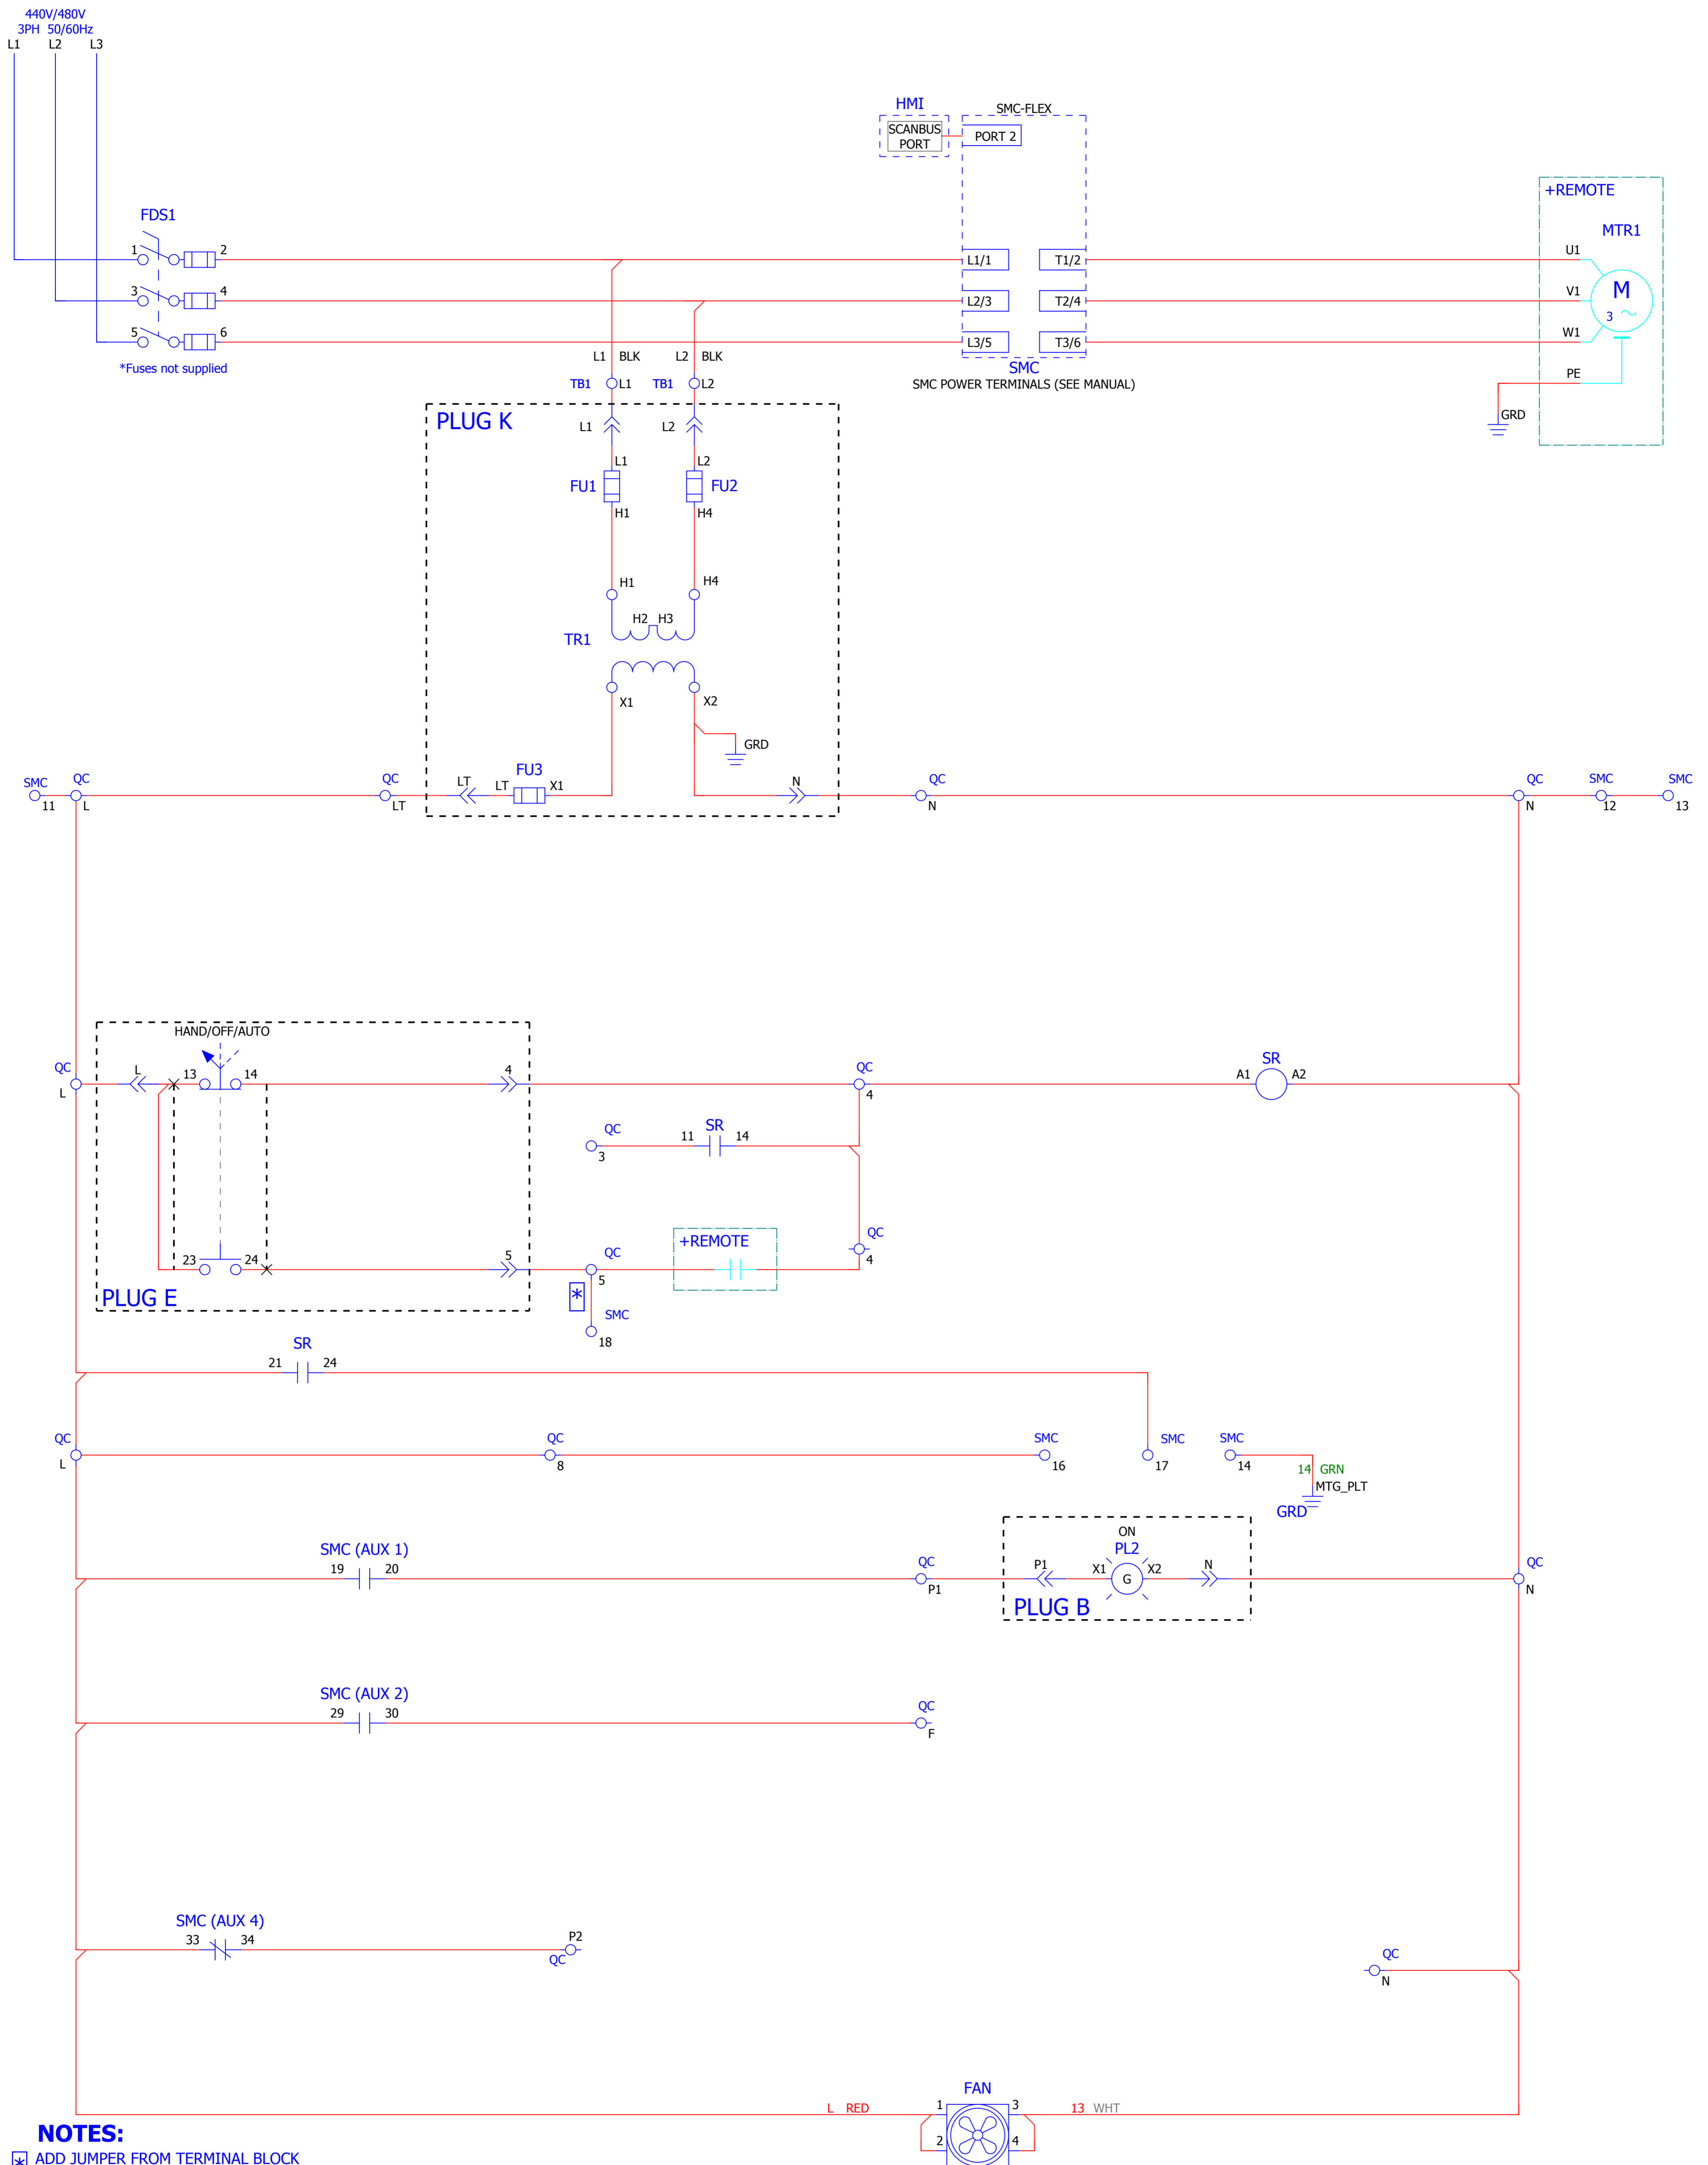 440V/480V
3PH 50/60Hz
L1 L2 L3
HMI
SMC-FLEX
SCANBUS
PORT
PORT 2
+REMOTE
MTR1
FDS1
1 2
L1/1 T1/2
U1
3 4
L2/3 T2/4
V1
M
3
5 6
L3/5 T3/6
W1
*Fuses not supplied
L1 BLK L2 BLK
SMC
SMC POWER TERMINALS (SEE MANUAL)
PE
GRD
TB1 L1 TB1 L2
PLUG K
L1 L2
L1 L2
FU1 FU2
H1 H4
H1 H4
H2 H3
TR1
X1 X2
GRD
SMC QC QC LT LT FU3 X1 N QC QC SMC SMC
11 L LT N N 12 13
HAND/OFF/AUTO
QC L 13 14 4 QC SR
L 4 A1 A2
QC 11 SR 14
3
+REMOTE
QC
4
23 24 5 QC
5
PLUG E
*
SMC
18
SR
21 24
QC QC SMC SMC SMC
L 8 16 17 14
14 GRN
MTG_PLT
GRD
ON
PL2
SMC (AUX 1)
19 20 QC P1 X1 G X2 N QC
P1 N
PLUG B
SMC (AUX 2)
29 30 QC
F
SMC (AUX 4)
33 34 P2
QC
QC
N
FAN
L RED 1 3 13 WHT
2 4
NOTES:
* ADD JUMPER FROM TERMINAL BLOCK